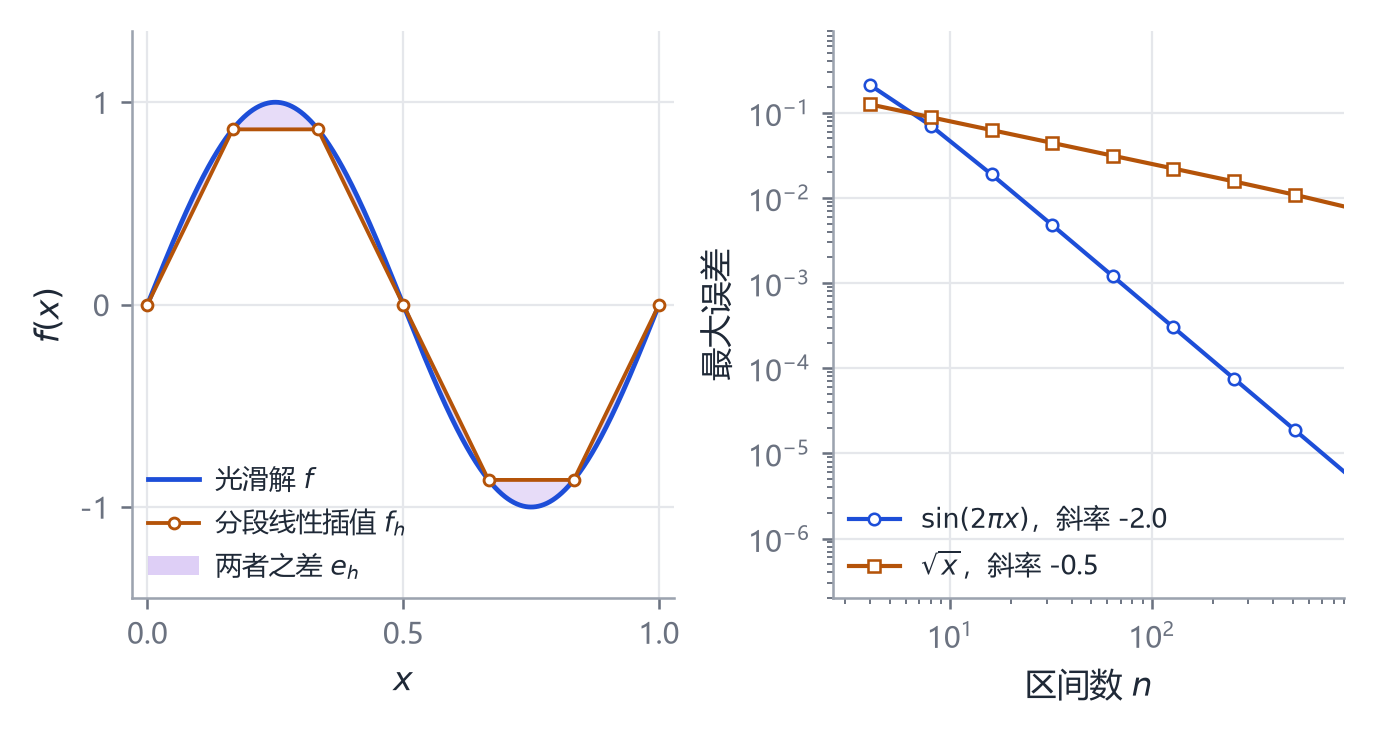 1
0
-1
f(x)
光滑解 f
分段线性插值 fₕ
两者之差 eₕ
0.0 0.5 1.0
x
10⁻¹
10⁻²
10⁻³
10⁻⁴
10⁻⁵
10⁻⁶
最大误差
sin(2πx)，斜率 -2.0
√x，斜率 -0.5
10¹ 10²
区间数 n